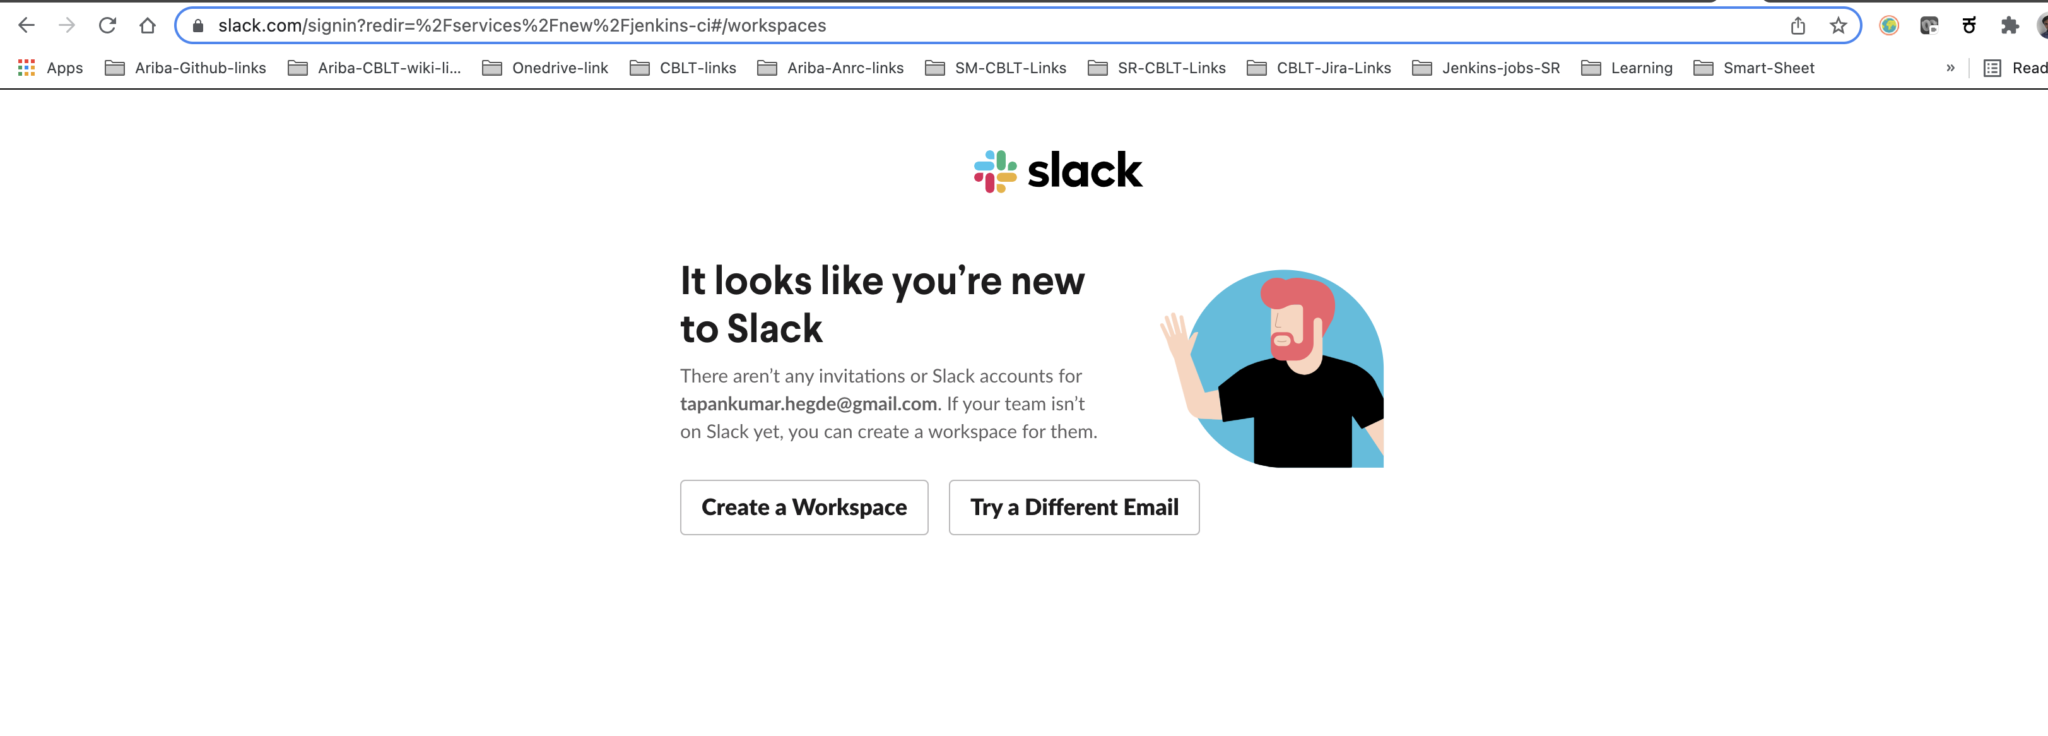 slack.com/signin?redir=%2Fservices%2Fnew%2Fjenkins-ci#/workspaces
Apps Ariba-Github-links Ariba-CBLT-wiki-li... Onedrive-link CBLT-links Ariba-Anrc-links SM-CBLT-Links SR-CBLT-Links CBLT-Jira-Links Jenkins-jobs-SR Learning Smart-Sheet » Read
slack
It looks like you're new
to Slack
There aren't any invitations or Slack accounts for
tapankumar.hegde@gmail.com. If your team isn't
on Slack yet, you can create a workspace for them.
Create a Workspace Try a Different Email